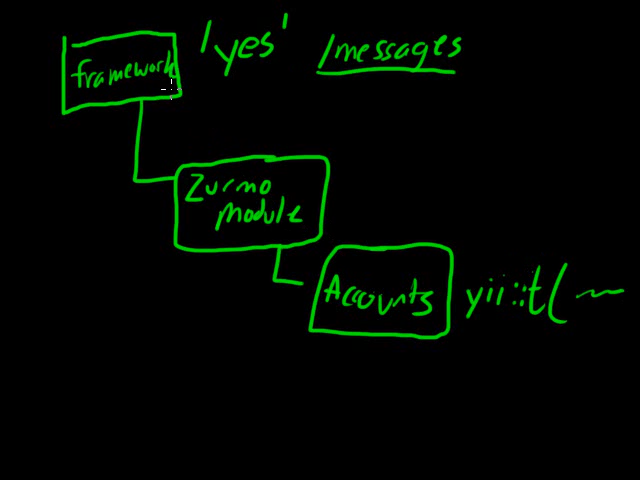 'yes' /messages
framework
Zurmo
module
Accounts yii::t(